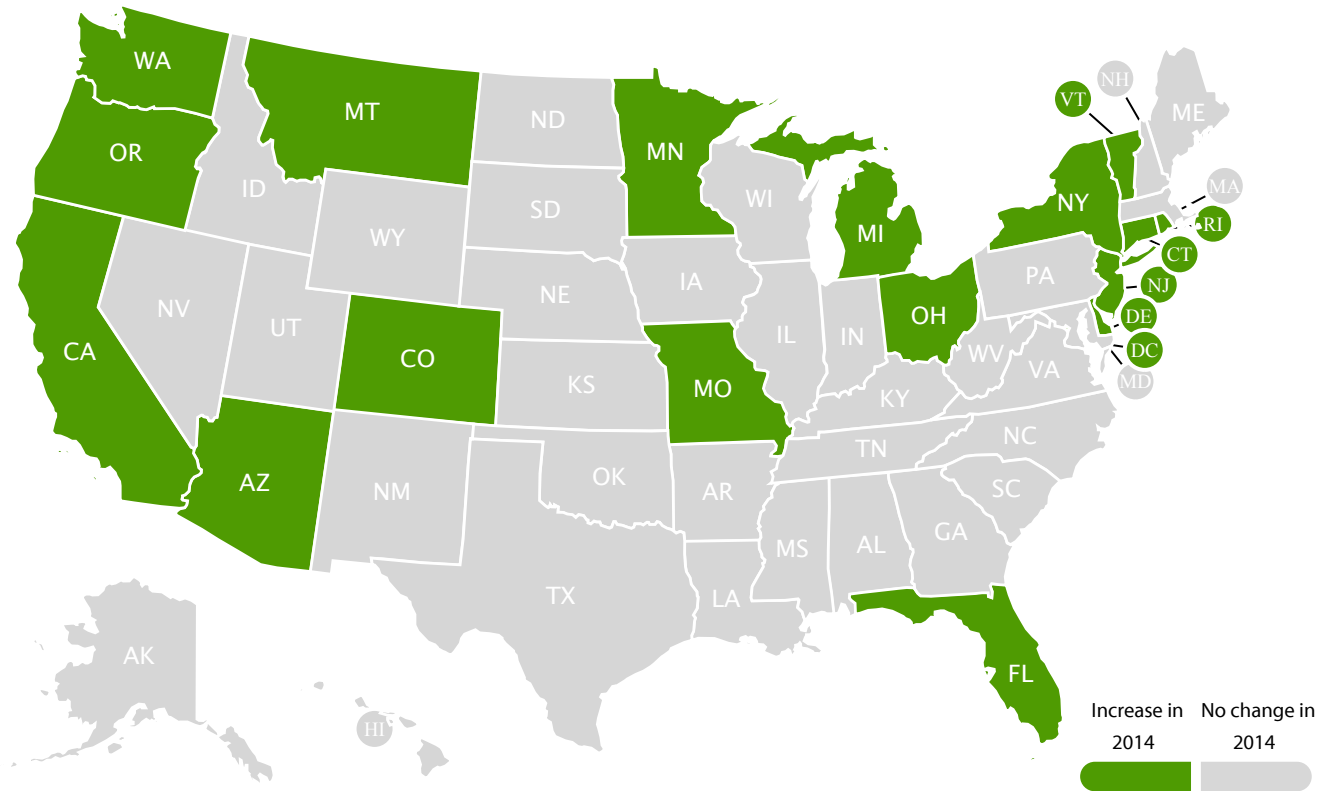 WA
MT
ND
MN
OR
ID
SD
WI
MI
NY
VT
NH
ME
MA
RI
CT
NJ
DE
DC
MD
WY
NV
UT
CA
CO
NE
IA
IL
IN
OH
PA
WV
VA
KS
MO
KY
TN
NC
SC
AZ
NM
OK
AR
MS
AL
GA
TX
LA
FL
AK
HI
Increase in
2014
No change in
2014